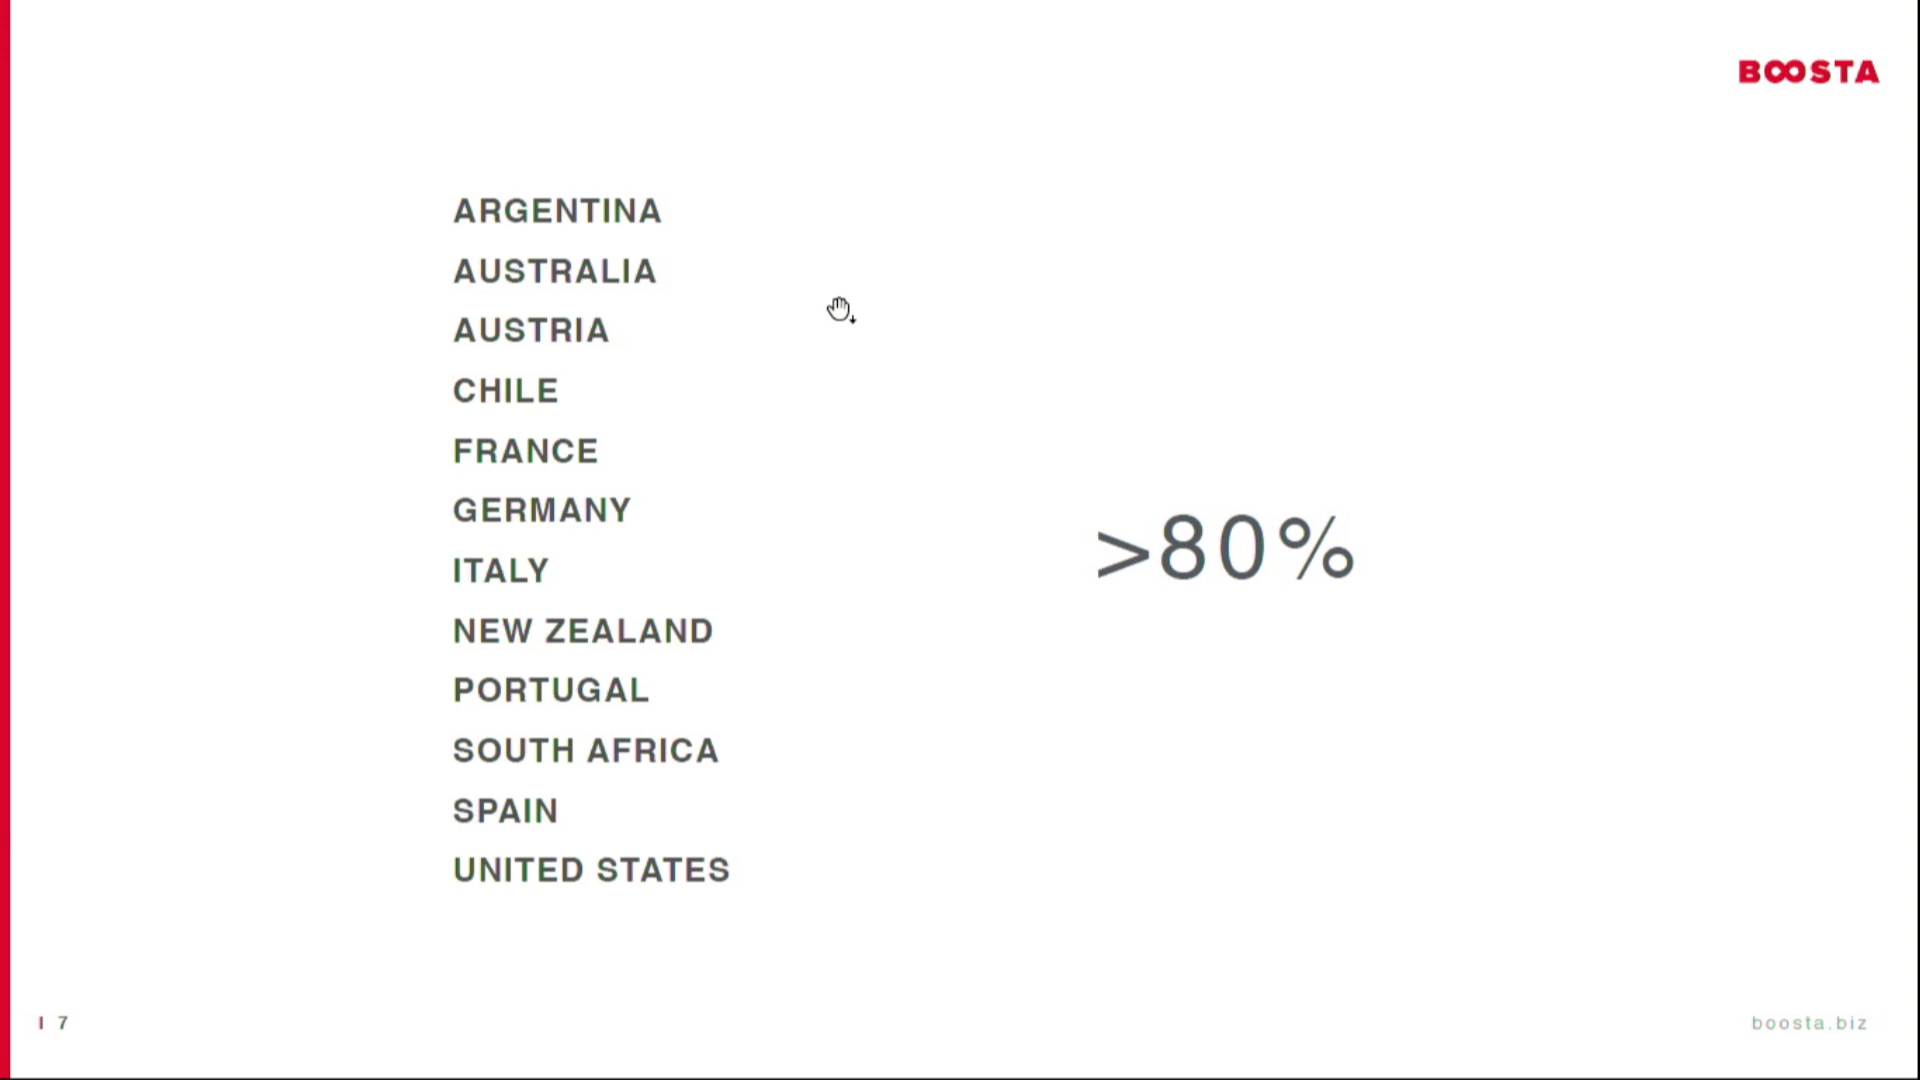 BOOSTA
ARGENTINA
AUSTRALIA
AUSTRIA
CHILE
FRANCE
GERMANY
ITALY
NEW ZEALAND
PORTUGAL
SOUTH AFRICA
SPAIN
UNITED STATES
>80%
I 7
boosta.biz